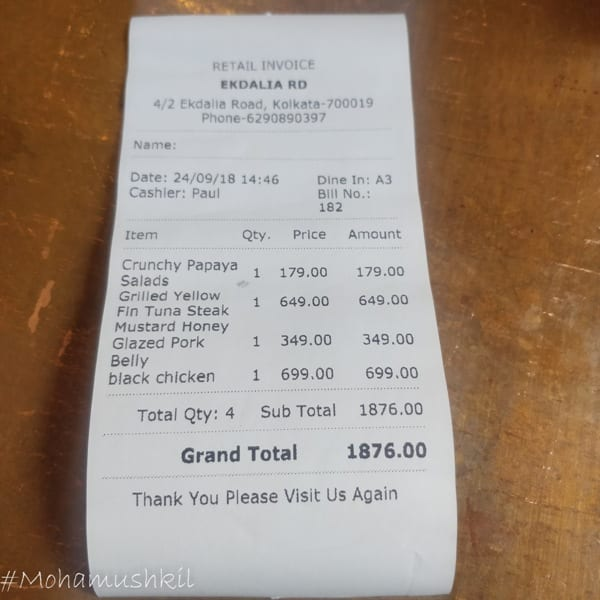 RETAIL INVOICE
EKDALIA RD
4/2 Ekdalia Road, Kolkata-700019
Phone-6290890397
Name:
Date: 24/09/18 14:46 Dine In: A3
Cashier: Paul Bill No.:
182
Item Qty. Price Amount
Crunchy Papaya
Salads 1 179.00 179.00
Grilled Yellow
Fin Tuna Steak 1 649.00 649.00
Mustard Honey
Glazed Pork 1 349.00 349.00
Belly
black chicken 1 699.00 699.00
Total Qty: 4 Sub Total 1876.00
Grand Total 1876.00
Thank You Please Visit Us Again
#Mohamushkil